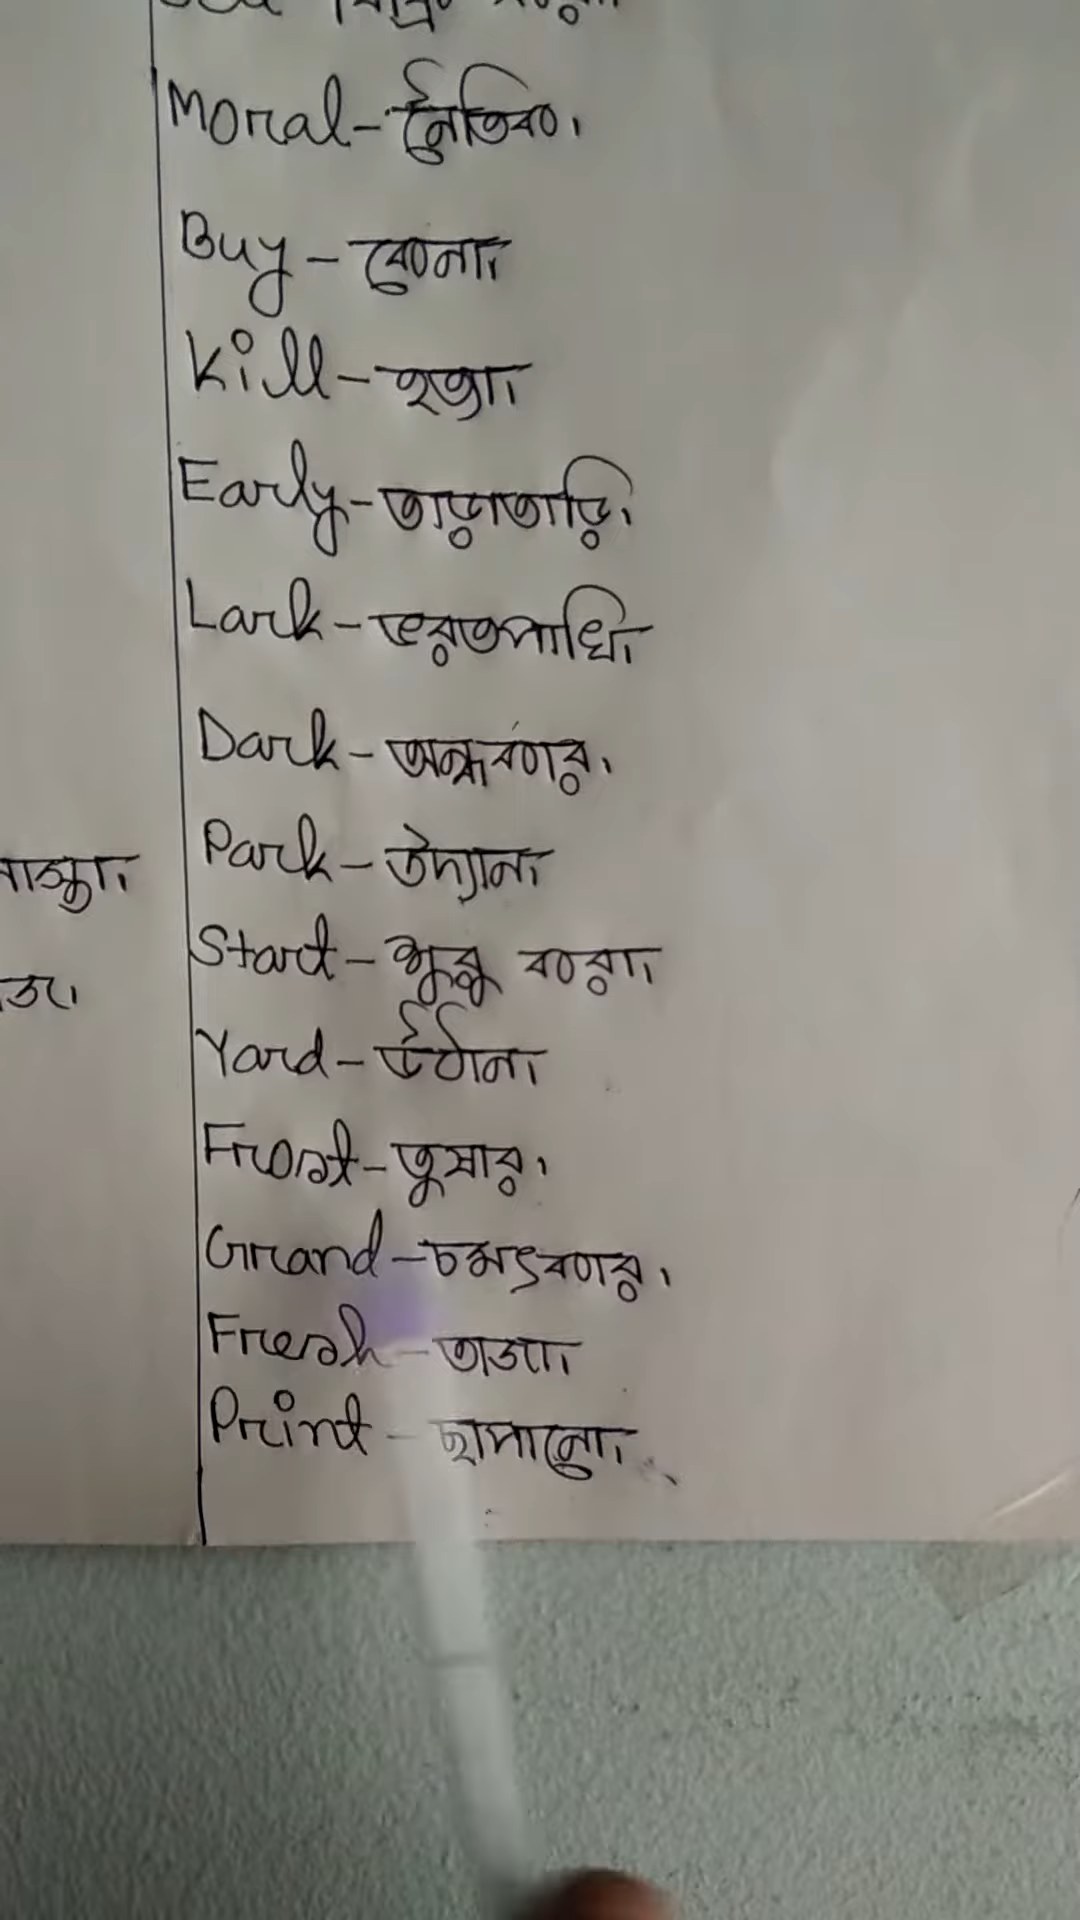 Moral - নৈতিক।
Buy - কেনা।
Kill - হত্যা।
Early - তাড়াতাড়ি।
Lark - ভরতপাখি।
Dark - অন্ধকার।
Park - উদ্যান।
Start - শুরু করা।
Yard - উঠান।
Frost - তুষার।
Grand - চমৎকার।
Fresh - তাজা।
Print - ছাপানো।